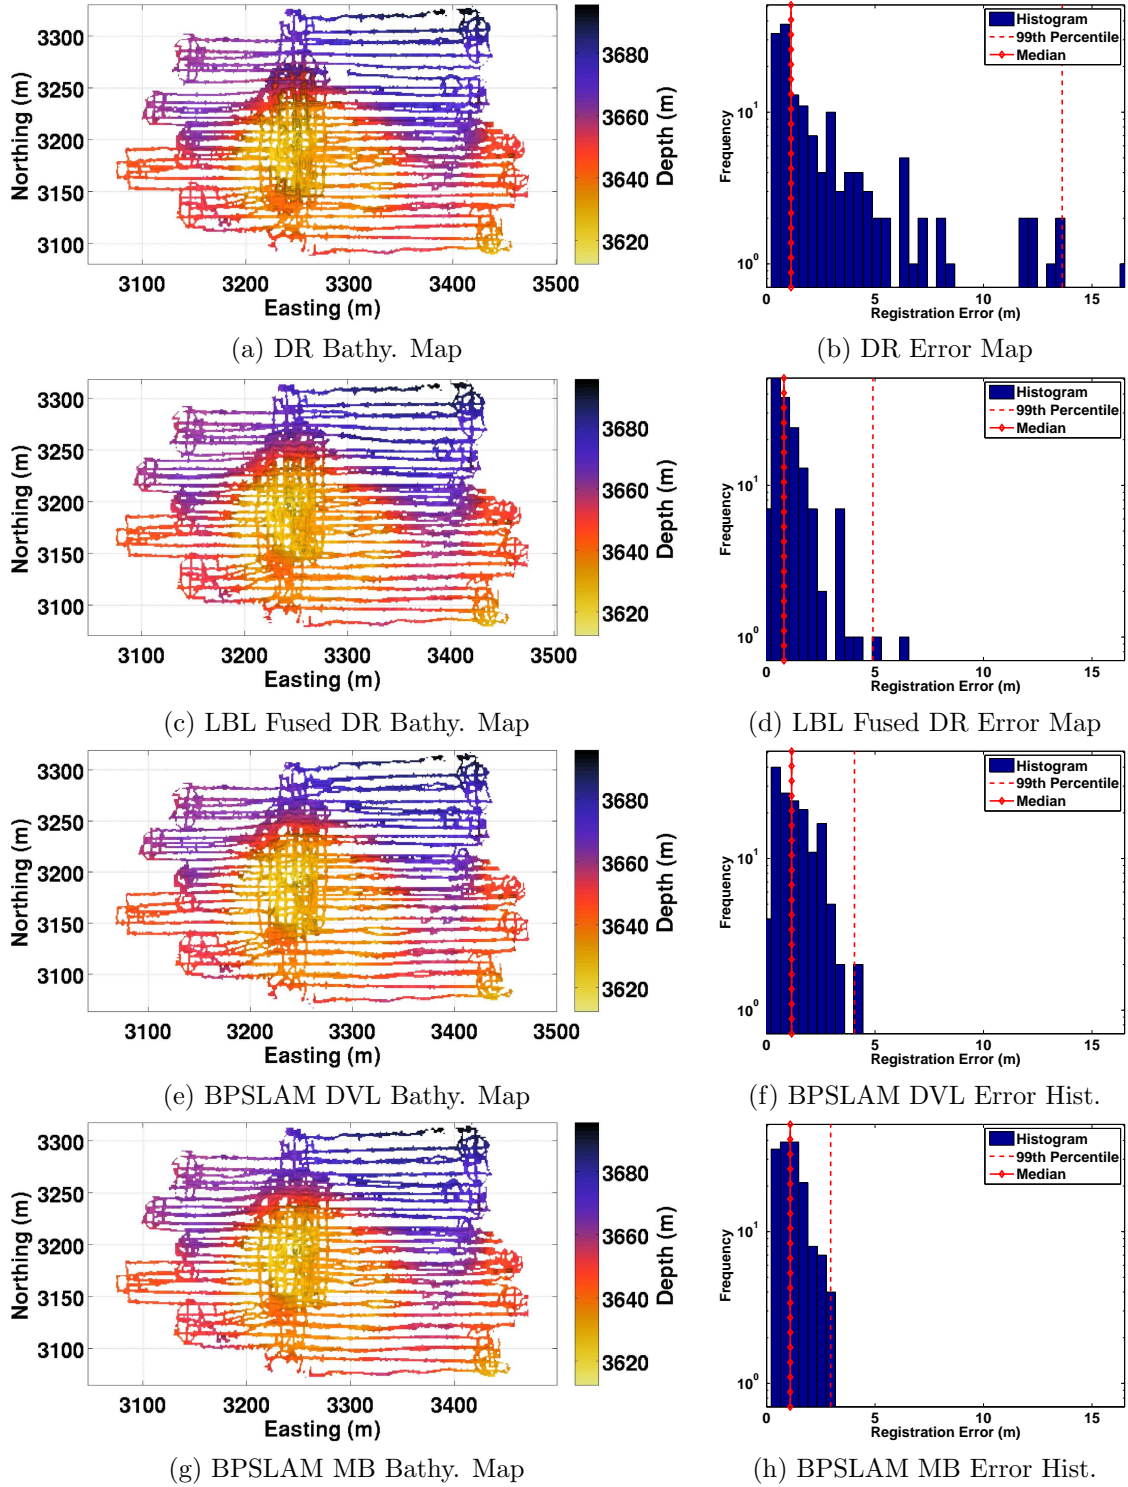 3300
3250
3200
3150
3100
Northing (m)
3100 3200 3300 3400 3500
Easting (m)
3680
3660
3640
3620
Depth (m)
(a) DR Bathy. Map
Histogram
99th Percentile
Median
10^1
10^0
Frequency
0 5 10 15
Registration Error (m)
(b) DR Error Map
3300
3250
3200
3150
3100
Northing (m)
3100 3200 3300 3400 3500
Easting (m)
3680
3660
3640
3620
Depth (m)
(c) LBL Fused DR Bathy. Map
Histogram
99th Percentile
Median
10^1
10^0
Frequency
0 5 10 15
Registration Error (m)
(d) LBL Fused DR Error Map
3300
3250
3200
3150
3100
Northing (m)
3100 3200 3300 3400 3500
Easting (m)
3680
3660
3640
3620
Depth (m)
(e) BPSLAM DVL Bathy. Map
Histogram
99th Percentile
Median
10^1
10^0
Frequency
0 5 10 15
Registration Error (m)
(f) BPSLAM DVL Error Hist.
3300
3250
3200
3150
3100
Northing (m)
3100 3200 3300 3400
Easting (m)
3680
3660
3640
3620
Depth (m)
(g) BPSLAM MB Bathy. Map
Histogram
99th Percentile
Median
10^1
10^0
Frequency
0 5 10 15
Registration Error (m)
(h) BPSLAM MB Error Hist.